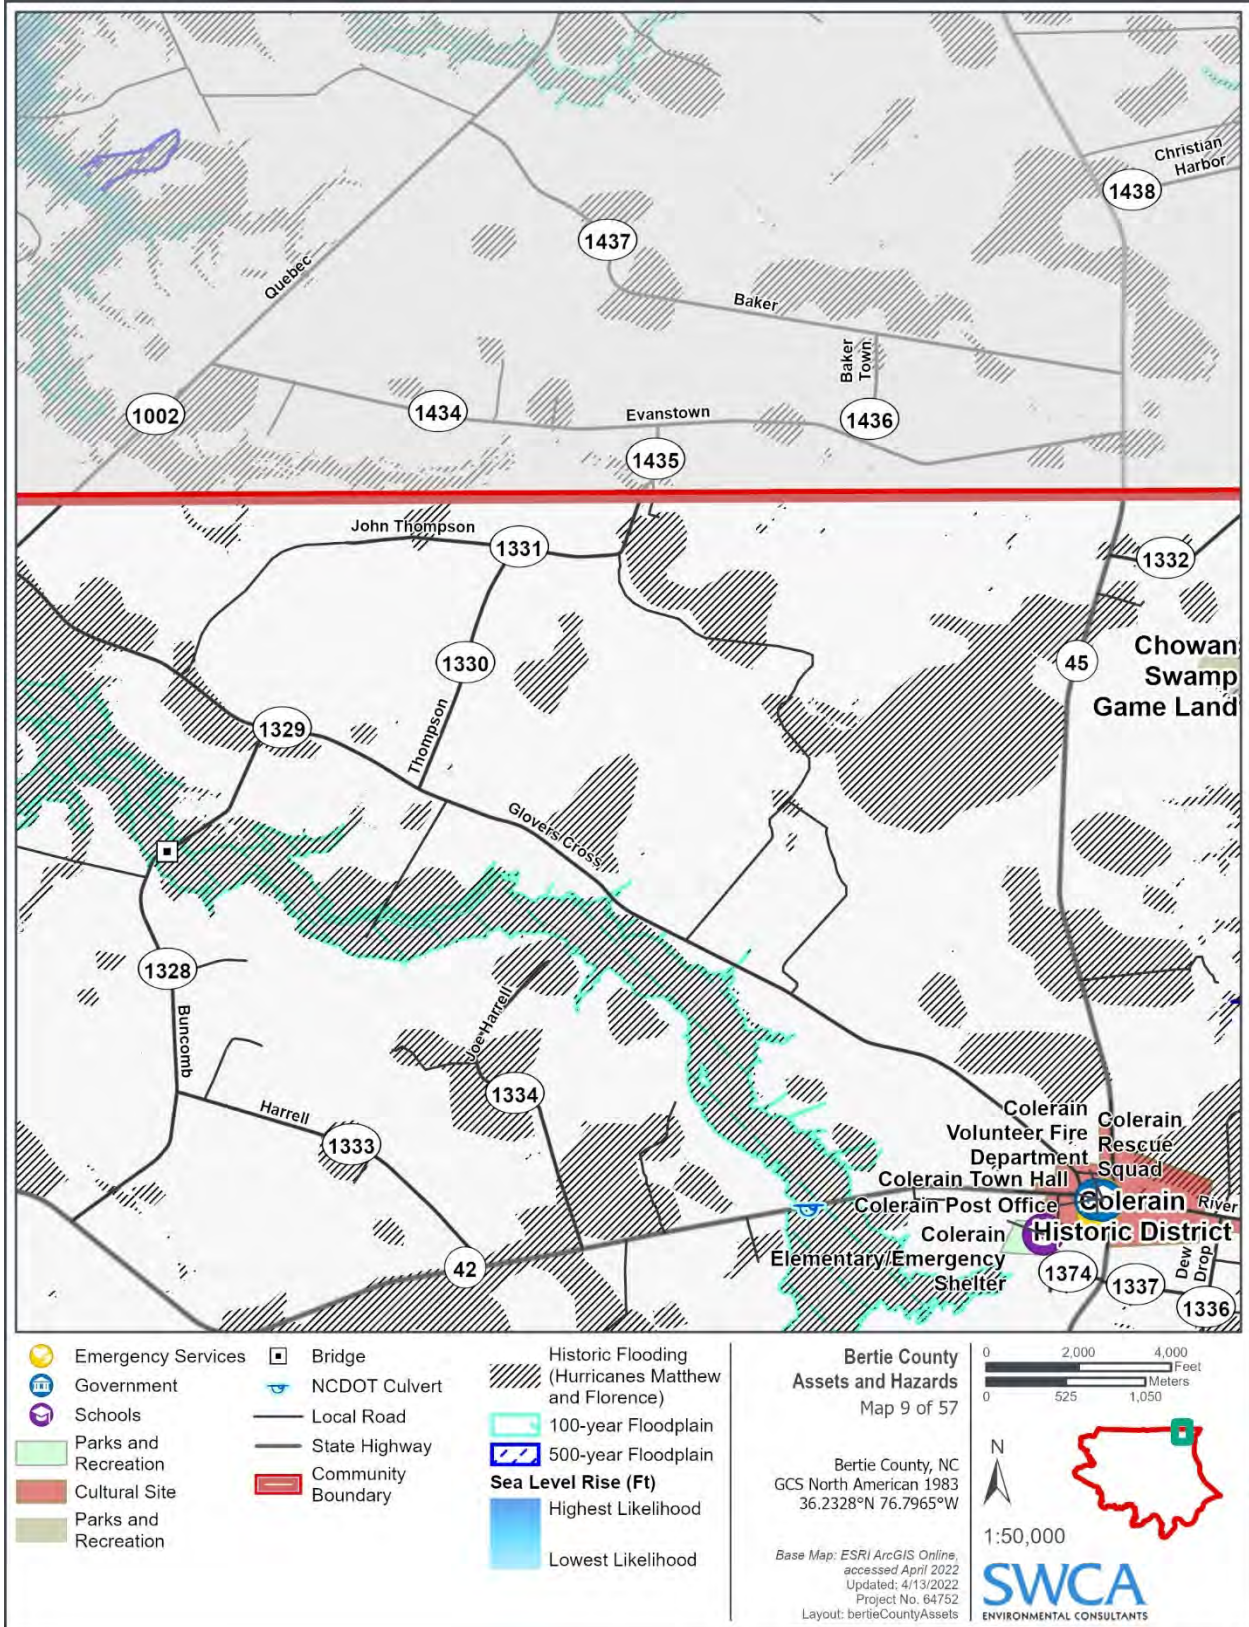 Christian
Harbor
1438
1437
Quebec
Baker
Baker
Town
1002
1434
Evanstown
1436
1435
John Thompson
1331
1332
1330
45
Chowan
Swamp
Game Land
Thompson
1329
Glovers Cross
1328
Buncomb
Joe Harrell
1334
Harrell
1333
Colerain
Volunteer Fire
Department
Colerain
Rescue
Squad
Colerain Town Hall
Colerain Post Office
Colerain
Historic District
River
Colerain
Elementary/Emergency
Shelter
Dew
Drop
42
1374
1337
1336
Emergency Services
Government
Schools
Parks and
Recreation
Cultural Site
Parks and
Recreation
Bridge
NCDOT Culvert
Local Road
State Highway
Community
Boundary
Historic Flooding
(Hurricanes Matthew
and Florence)
100-year Floodplain
500-year Floodplain
Sea Level Rise (Ft)
Highest Likelihood
Lowest Likelihood
Bertie County
Assets and Hazards
Map 9 of 57
Bertie County, NC
GCS North American 1983
36.2328°N 76.7965°W
Base Map: ESRI ArcGIS Online,
accessed April 2022
Updated: 4/13/2022
Project No. 64752
Layout: bertieCountyAssets
0 2,000 4,000
Feet
Meters
0 525 1,050
N
1:50,000
SWCA
ENVIRONMENTAL CONSULTANTS